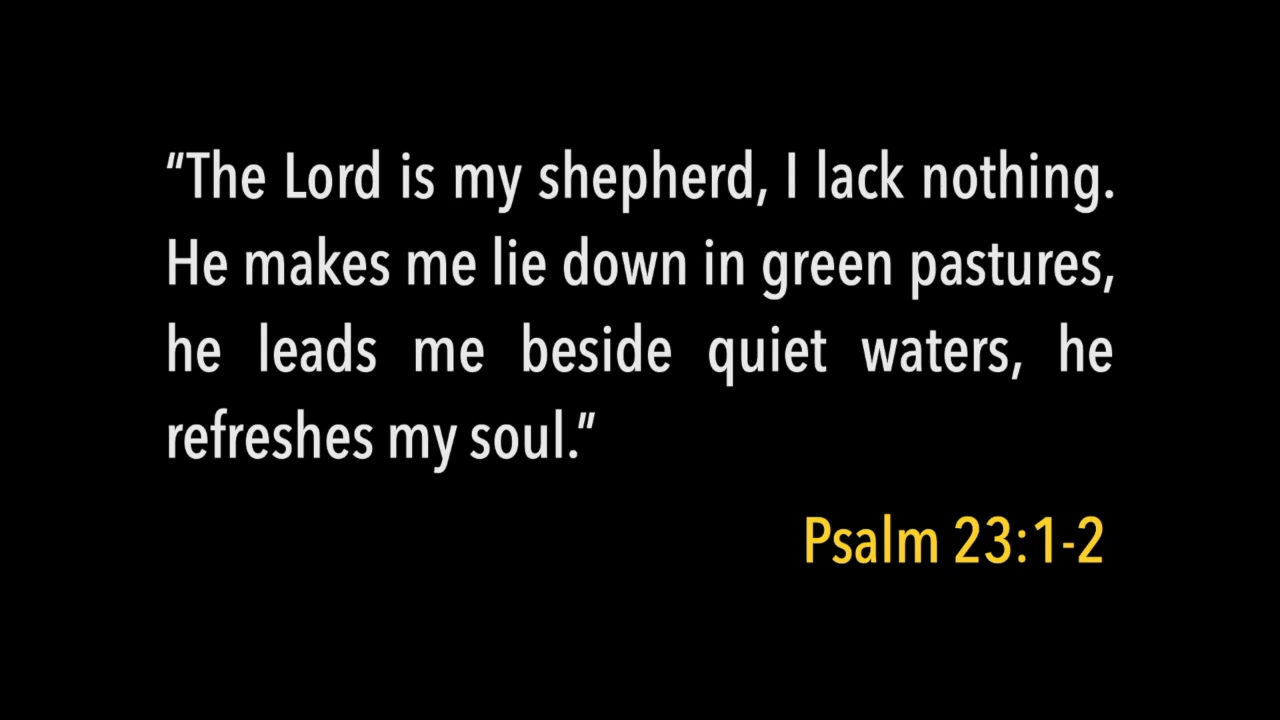 “The Lord is my shepherd, I lack nothing.
He makes me lie down in green pastures,
he leads me beside quiet waters, he
refreshes my soul.”
Psalm 23:1-2